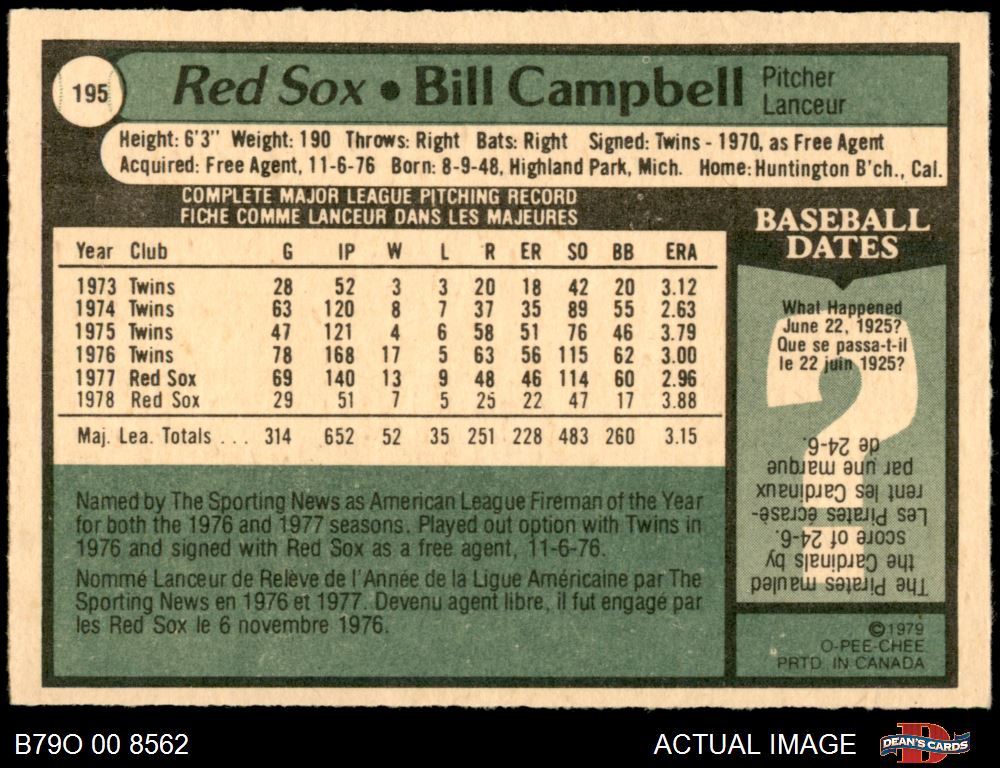 195
Red Sox • Bill Campbell Pitcher
Lanceur
Height: 6'3" Weight: 190 Throws: Right Bats: Right Signed: Twins - 1970, as Free Agent
Acquired: Free Agent, 11-6-76 Born: 8-9-48, Highland Park, Mich. Home: Huntington B'ch., Cal.
COMPLETE MAJOR LEAGUE PITCHING RECORD
FICHE COMME LANCEUR DANS LES MAJEURES
Year Club G IP W L R ER SO BB ERA
1973 Twins 28 52 3 3 20 18 42 20 3.12
1974 Twins 63 120 8 7 37 35 89 55 2.63
1975 Twins 47 121 4 6 58 51 76 46 3.79
1976 Twins 78 168 17 5 63 56 115 62 3.00
1977 Red Sox 69 140 13 9 48 46 114 60 2.96
1978 Red Sox 29 51 7 5 25 22 47 17 3.88
Maj. Lea. Totals ... 314 652 52 35 251 228 483 260 3.15
Named by The Sporting News as American League Fireman of the Year
for both the 1976 and 1977 seasons. Played out option with Twins in
1976 and signed with Red Sox as a free agent, 11-6-76.
Nommé Lanceur de Relève de l'Année de la Ligue Américaine par The
Sporting News en 1976 et 1977. Devenu agent libre, il fut engagé par
les Red Sox le 6 novembre 1976.
BASEBALL
DATES
What Happened
June 22, 1925?
Que se passa-t-il
le 22 juin 1925?
The Pirates mauled
the Cardinals by
score of 24-6.
Les Pirates écrasè-
rent les Cardinaux
par une marque
de 24-6.
©1979
O-PEE-CHEE
PRTD. IN CANADA
B79O 00 8562
ACTUAL IMAGE
D
DEAN'S CARDS